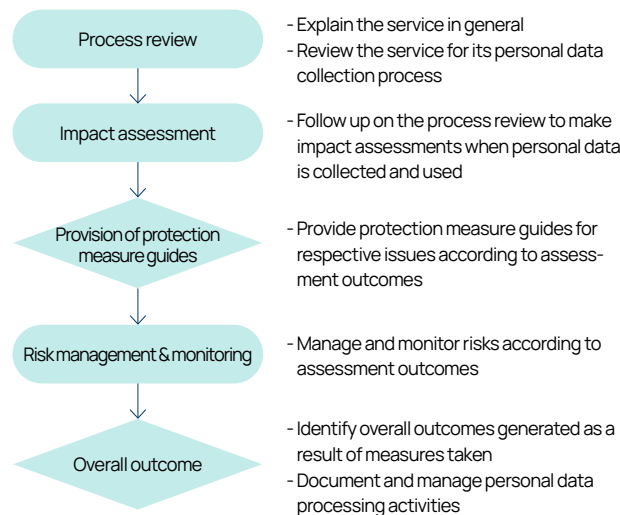 Process review
- Explain the service in general
- Review the service for its personal data
collection process
Impact assessment
- Follow up on the process review to make
impact assessments when personal data
is collected and used
Provision of protection
measure guides
- Provide protection measure guides for
respective issues according to assess-
ment outcomes
Risk management & monitoring
- Manage and monitor risks according to
assessment outcomes
Overall outcome
- Identify overall outcomes generated as a
result of measures taken
- Document and manage personal data
processing activities